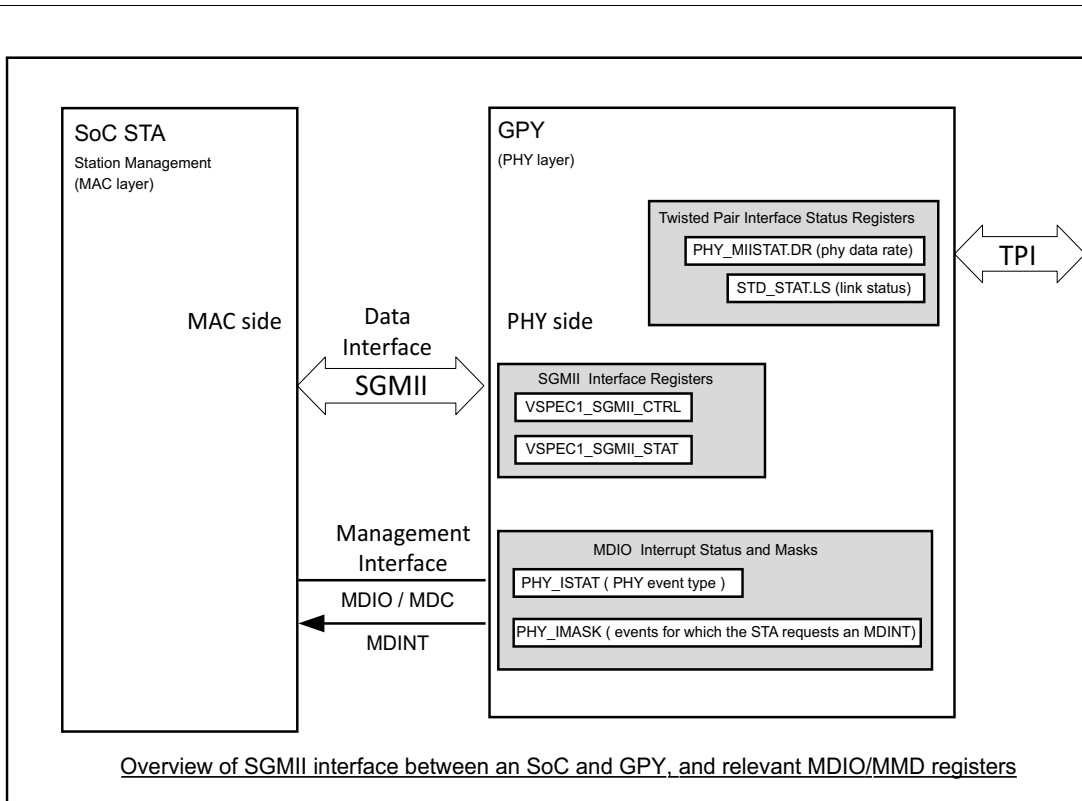 SoC STA
Station Management
(MAC layer)
MAC side
Data
Interface
SGMII
Management
Interface
MDIO / MDC
MDINT
GPY
(PHY layer)
Twisted Pair Interface Status Registers
PHY_MIISTAT.DR (phy data rate)
STD_STAT.LS (link status)
TPI
PHY side
SGMII Interface Registers
VSPEC1_SGMII_CTRL
VSPEC1_SGMII_STAT
MDIO Interrupt Status and Masks
PHY_ISTAT ( PHY event type )
PHY_IMASK ( events for which the STA requests an MDINT)
Overview of SGMII interface between an SoC and GPY, and relevant MDIO/MMD registers